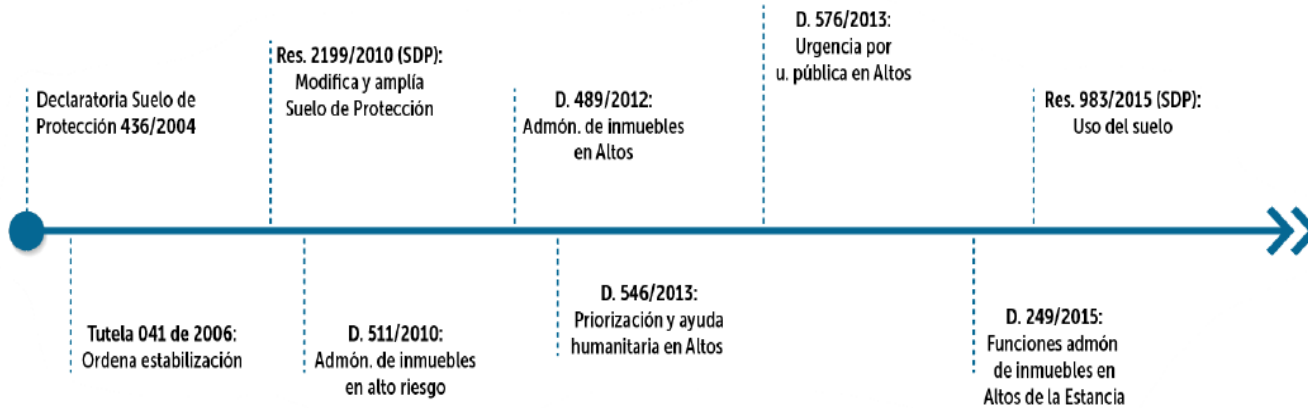 Declaratoria Suelo de
Protección 436/2004
Tutela 041 de 2006:
Ordena estabilización
Res. 2199/2010 (SDP):
Modifica y amplía
Suelo de Protección
D. 511/2010:
Admón. de inmuebles
en alto riesgo
D. 489/2012:
Admón. de inmuebles
en Altos
D. 546/2013:
Priorización y ayuda
humanitaria en Altos
D. 576/2013:
Urgencia por
u. pública en Altos
D. 249/2015:
Funciones admón
de inmuebles en
Altos de la Estancia
Res. 983/2015 (SDP):
Uso del suelo